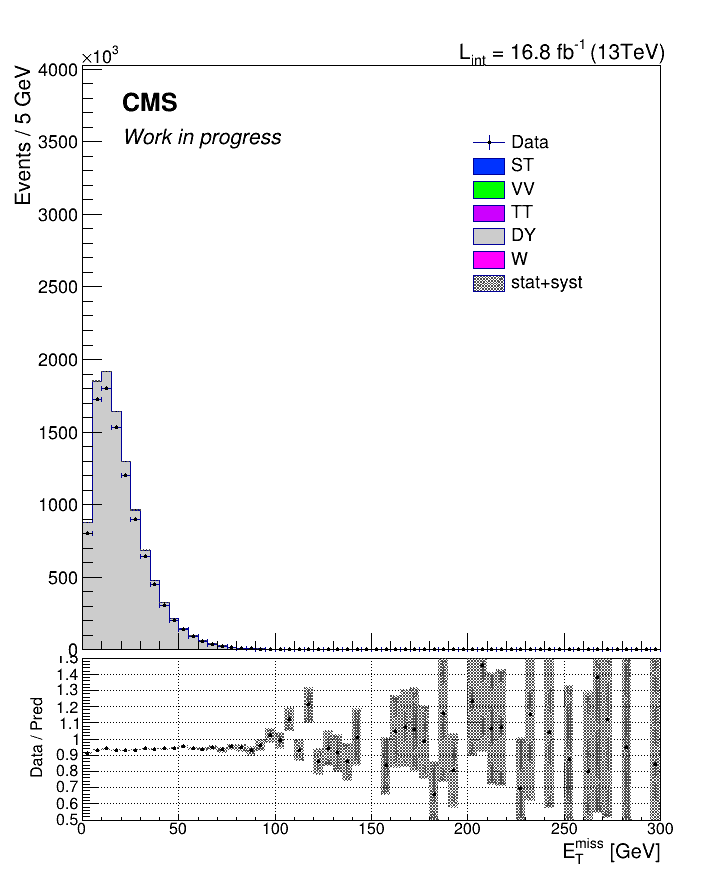 ×10³
L_int = 16.8 fb⁻¹ (13TeV)
Events / 5 GeV
4000
3500
3000
2500
2000
1500
1000
500
0
CMS
Work in progress
Data
ST
VV
TT
DY
W
stat+syst
Data / Pred
1.5
1.4
1.3
1.2
1.1
1
0.9
0.8
0.7
0.6
0.5
0 50 100 150 200 250 300
E_T^miss [GeV]